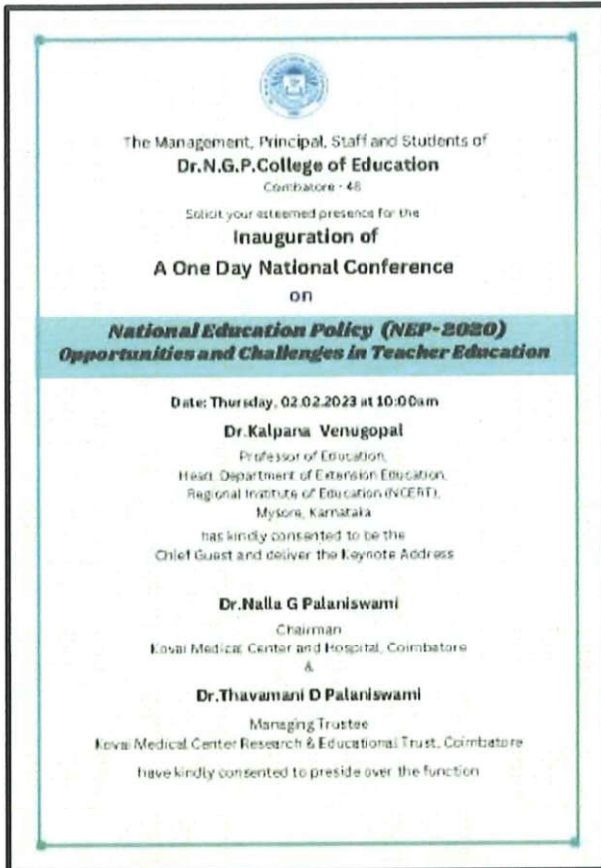 The Management, Principal, Staff and Students of
Dr.N.G.P.College of Education
Coimbatore - 48
Solicit your esteemed presence for the
Inauguration of
A One Day National Conference
on
National Education Policy (NEP-2020)
Opportunities and Challenges in Teacher Education
Date: Thursday, 02.02.2023 at 10:00am
Dr.Kalpana Venugopal
Professor of Education,
Head, Department of Extension Education,
Regional Institute of Education (NCERT),
Mysore, Karnataka
has kindly consented to be the
Chief Guest and deliver the Keynote Address
Dr.Nalla G Palaniswami
Chairman
Kovai Medical Center and Hospital, Coimbatore
&
Dr.Thavamani D Palaniswami
Managing Trustee
Kovai Medical Center Research & Educational Trust, Coimbatore
have kindly consented to preside over the function